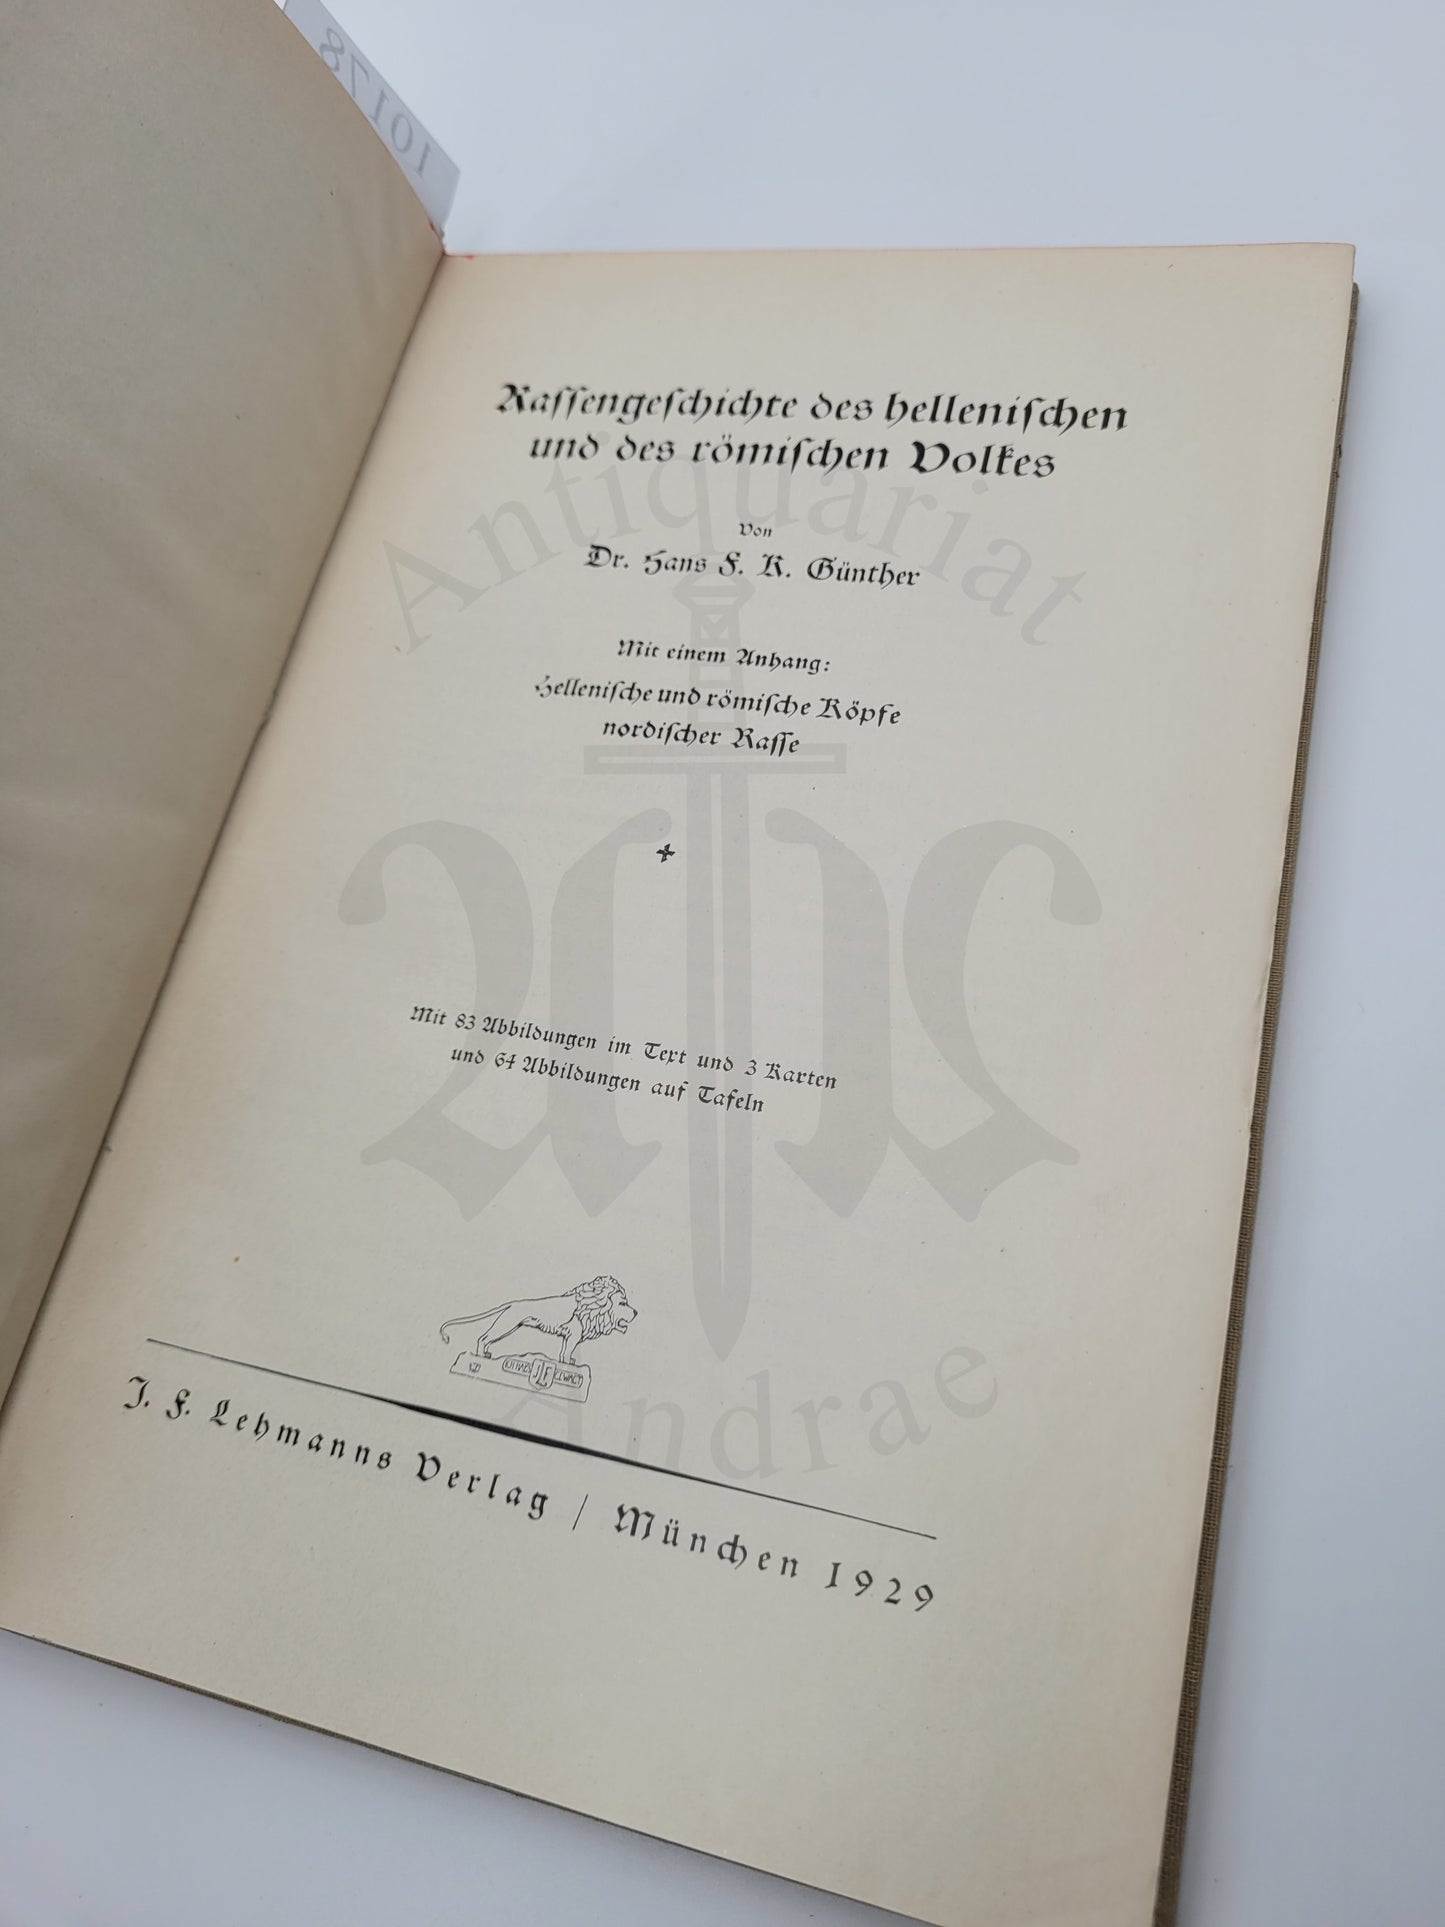 10178
Rassengeschichte des hellenischen
und des römischen Volkes
Von
Dr. Hans F. K. Günther
Mit einem Anhang:
Hellenische und römische Köpfe
nordischer Rasse
Mit 83 Abbildungen im Text und 3 Karten
und 64 Abbildungen auf Tafeln
JFL
J. F. Lehmanns Verlag / München 1929
Antiquariat
Andrae